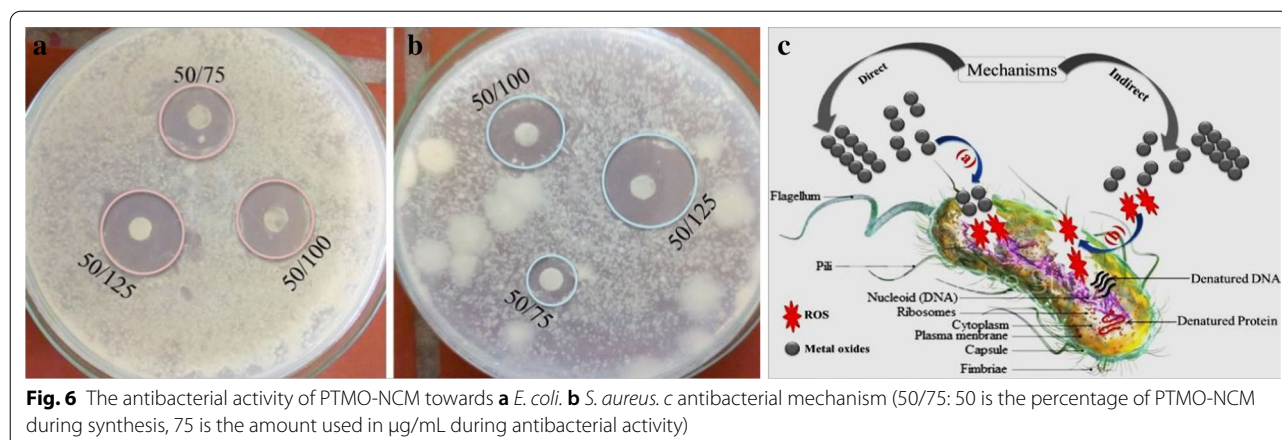 a
50/75
50/125
50/100
b
50/100
50/125
50/75
c
Direct
Mechanisms
Indirect
(a)
(b)
Flagellum
Pili
Nucleoid (DNA)
Ribosomes
Cytoplasm
Plasma menbrane
Capsule
Fimbriae
Denatured DNA
Denatured Protein
ROS
Metal oxides
Fig. 6 The antibacterial activity of PTMO-NCM towards a E. coli. b S. aureus. c antibacterial mechanism (50/75: 50 is the percentage of PTMO-NCM
during synthesis, 75 is the amount used in µg/mL during antibacterial activity)